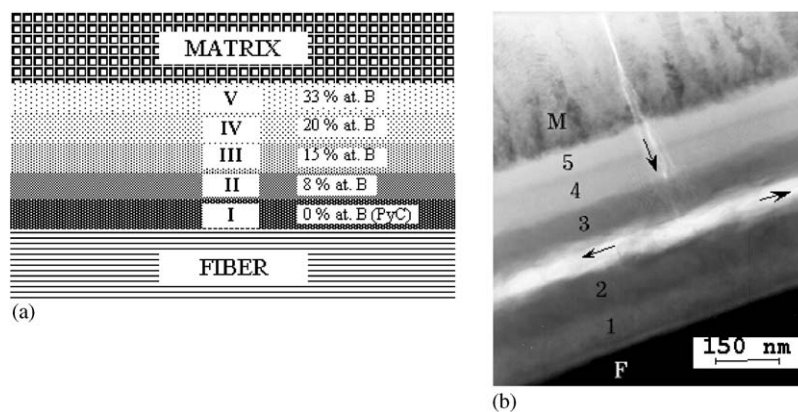 MATRIX
V 33 % at. B
IV 20 % at. B
III 15 % at. B
II 8 % at. B
I 0 % at. B (PyC)
FIBER
(a)
M
5
4
3
2
1
F
150 nm
(b)